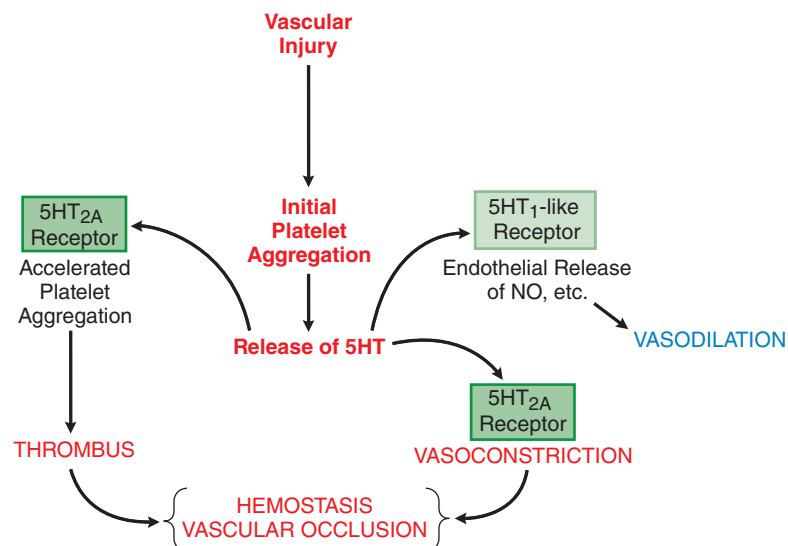 Vascular
Injury
Initial
Platelet
Aggregation
5HT2A
Receptor
Accelerated
Platelet
Aggregation
5HT1-like
Receptor
Endothelial Release
of NO, etc.
VASODILATION
Release of 5HT
5HT2A
Receptor
VASOCONSTRICTION
THROMBUS
HEMOSTASIS
VASCULAR OCCLUSION